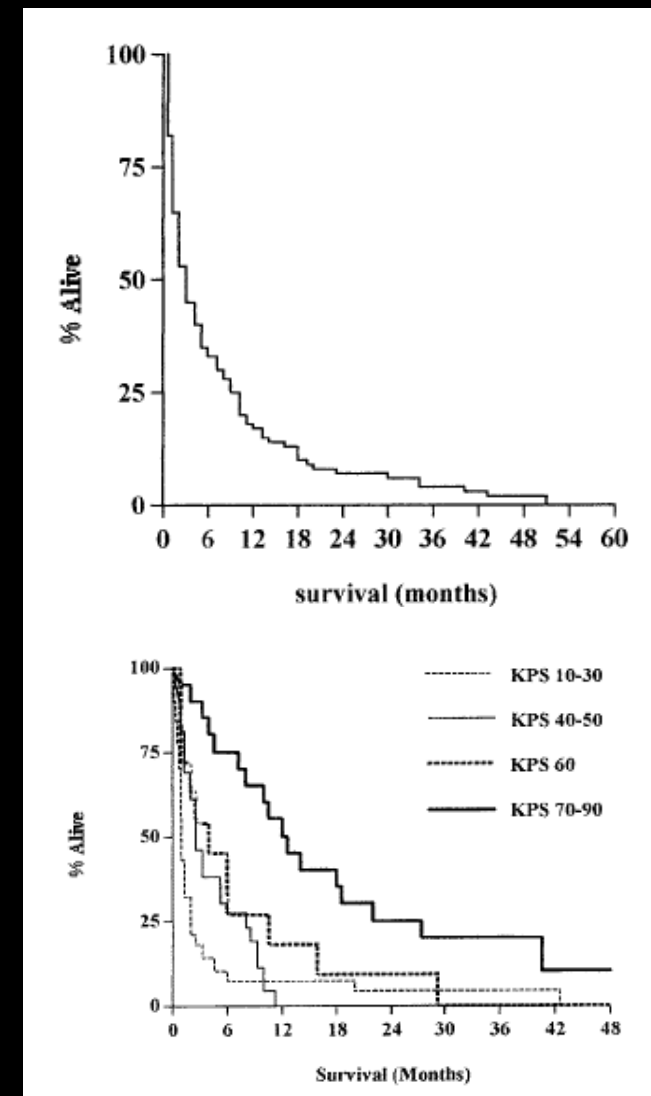 100
75
50
25
0
% Alive
0 6 12 18 24 30 36 42 48 54 60
survival (months)
100
75
50
25
0
% Alive
KPS 10-30
KPS 40-50
KPS 60
KPS 70-90
0 6 12 18 24 30 36 42 48
Survival (Months)